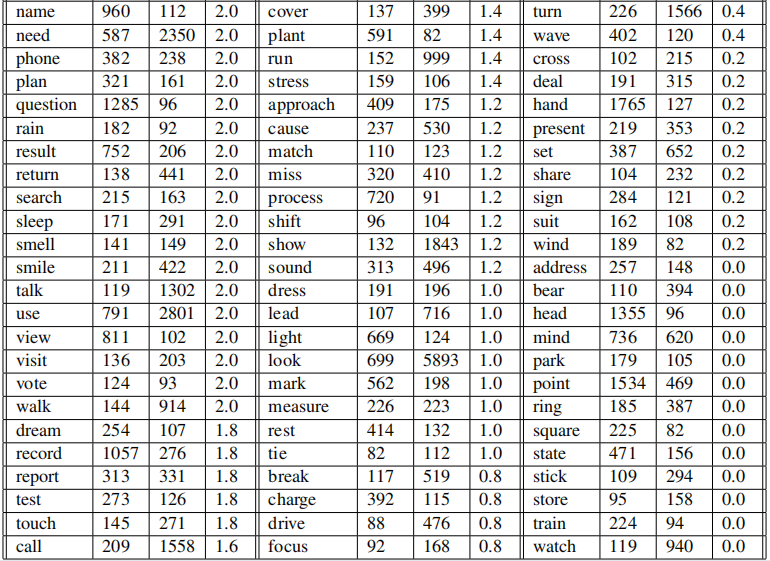 name 960 112 2.0 cover 137 399 1.4 turn 226 1566 0.4
need 587 2350 2.0 plant 591 82 1.4 wave 402 120 0.4
phone 382 238 2.0 run 152 999 1.4 cross 102 215 0.2
plan 321 161 2.0 stress 159 106 1.2 deal 191 315 0.2
question 1285 96 2.0 approach 409 175 1.2 hand 1765 127 0.2
rain 182 92 2.0 cause 237 530 1.2 present 219 353 0.2
result 752 206 2.0 match 110 123 1.2 set 387 652 0.2
return 138 441 2.0 miss 320 410 1.2 share 104 232 0.2
search 215 163 2.0 process 720 91 1.2 sign 284 121 0.2
sleep 171 291 2.0 shift 96 104 1.2 suit 162 108 0.2
smell 141 149 2.0 show 132 1843 1.2 wind 189 82 0.2
smile 211 422 2.0 sound 313 496 1.2 address 257 148 0.0
talk 119 1302 2.0 dress 191 196 1.0 bear 110 394 0.0
use 791 2801 2.0 lead 107 716 1.0 head 1355 96 0.0
view 811 102 2.0 light 669 124 1.0 mind 736 620 0.0
visit 136 203 2.0 look 699 5893 1.0 park 179 105 0.0
vote 124 93 2.0 mark 562 198 1.0 point 1534 469 0.0
walk 144 914 2.0 measure 226 223 1.0 ring 185 387 0.0
dream 254 107 1.8 rest 414 132 1.0 square 225 82 0.0
record 1057 276 1.8 tie 82 112 1.0 state 471 156 0.0
report 313 331 1.8 break 117 519 0.8 stick 109 294 0.0
test 273 126 1.8 charge 392 115 0.8 store 95 158 0.0
touch 145 271 1.8 drive 88 476 0.8 train 224 94 0.0
call 209 1558 1.6 focus 92 168 0.8 watch 119 940 0.0